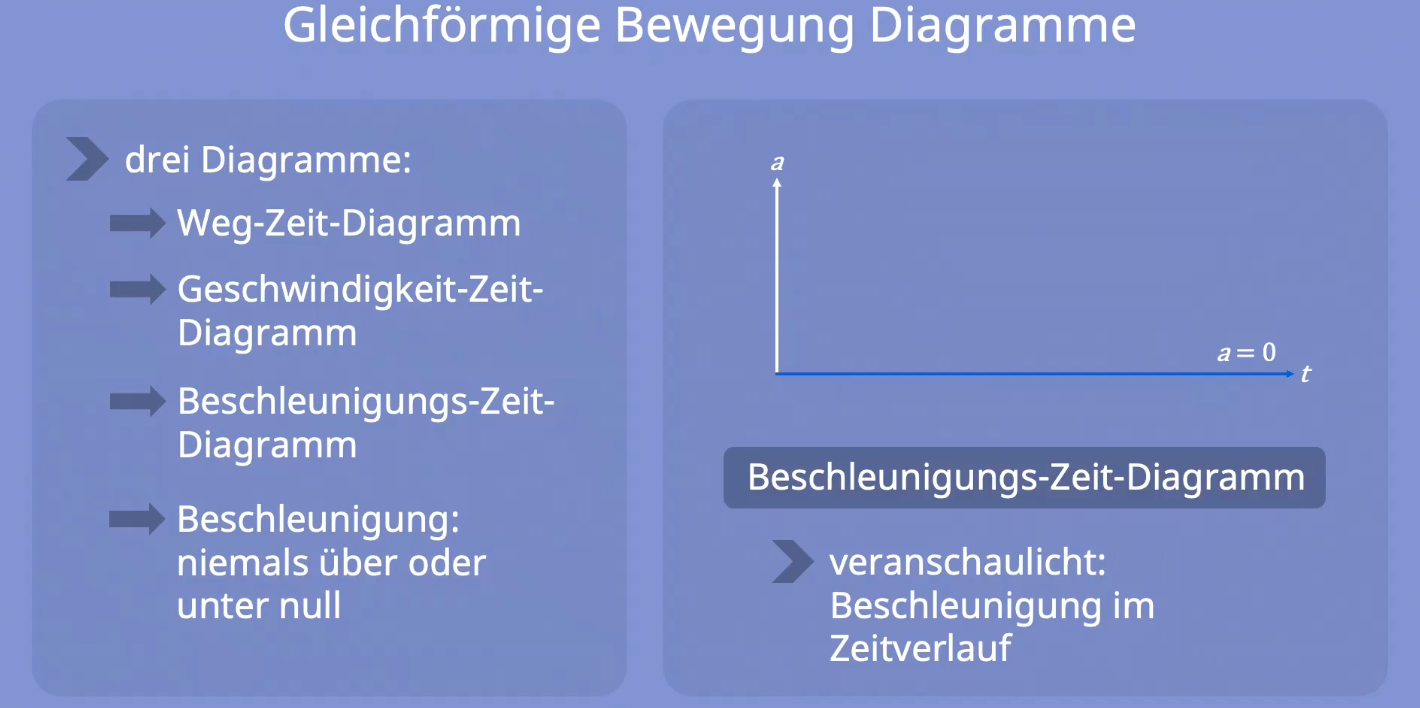 Gleichförmige Bewegung Diagramme
drei Diagramme:
Weg-Zeit-Diagramm
Geschwindigkeit-Zeit-
Diagramm
Beschleunigungs-Zeit-
Diagramm
Beschleunigung:
niemals über oder
unter null
a
a = 0
t
Beschleunigungs-Zeit-Diagramm
veranschaulicht:
Beschleunigung im
Zeitverlauf